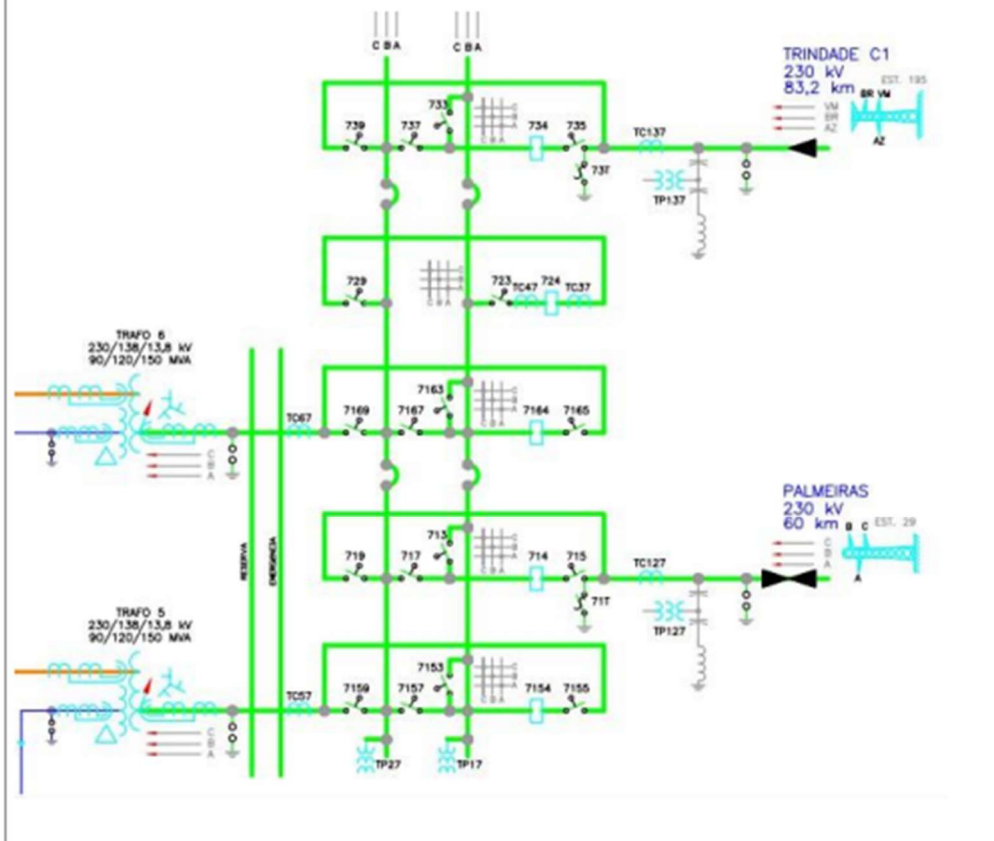 C B A
C B A
TRINDADE C1
230 kV
83,2 km
EST. 195
BR VM
VM
BR
AZ
AZ
733
C
B
A
C B A
739
737
734
735
TC137
73T
TP137
729
C
B
A
C B A
723
TC47
724
TC37
TRAFO 6
230/138/13,8 kV
90/120/150 MVA
7163
C
B
A
C B A
TC67
7169
7167
7164
7165
C
B
A
PALMEIRAS
230 kV
60 km
EST. 29
B C
C
B
A
A
RESERVA
EMERGENCIA
713
C
B
A
C B A
719
717
714
715
TC127
71T
TP127
TRAFO 5
230/138/13,8 kV
90/120/150 MVA
7153
C
B
A
C B A
TC57
7159
7157
7154
7155
C
B
A
TP27
TP17